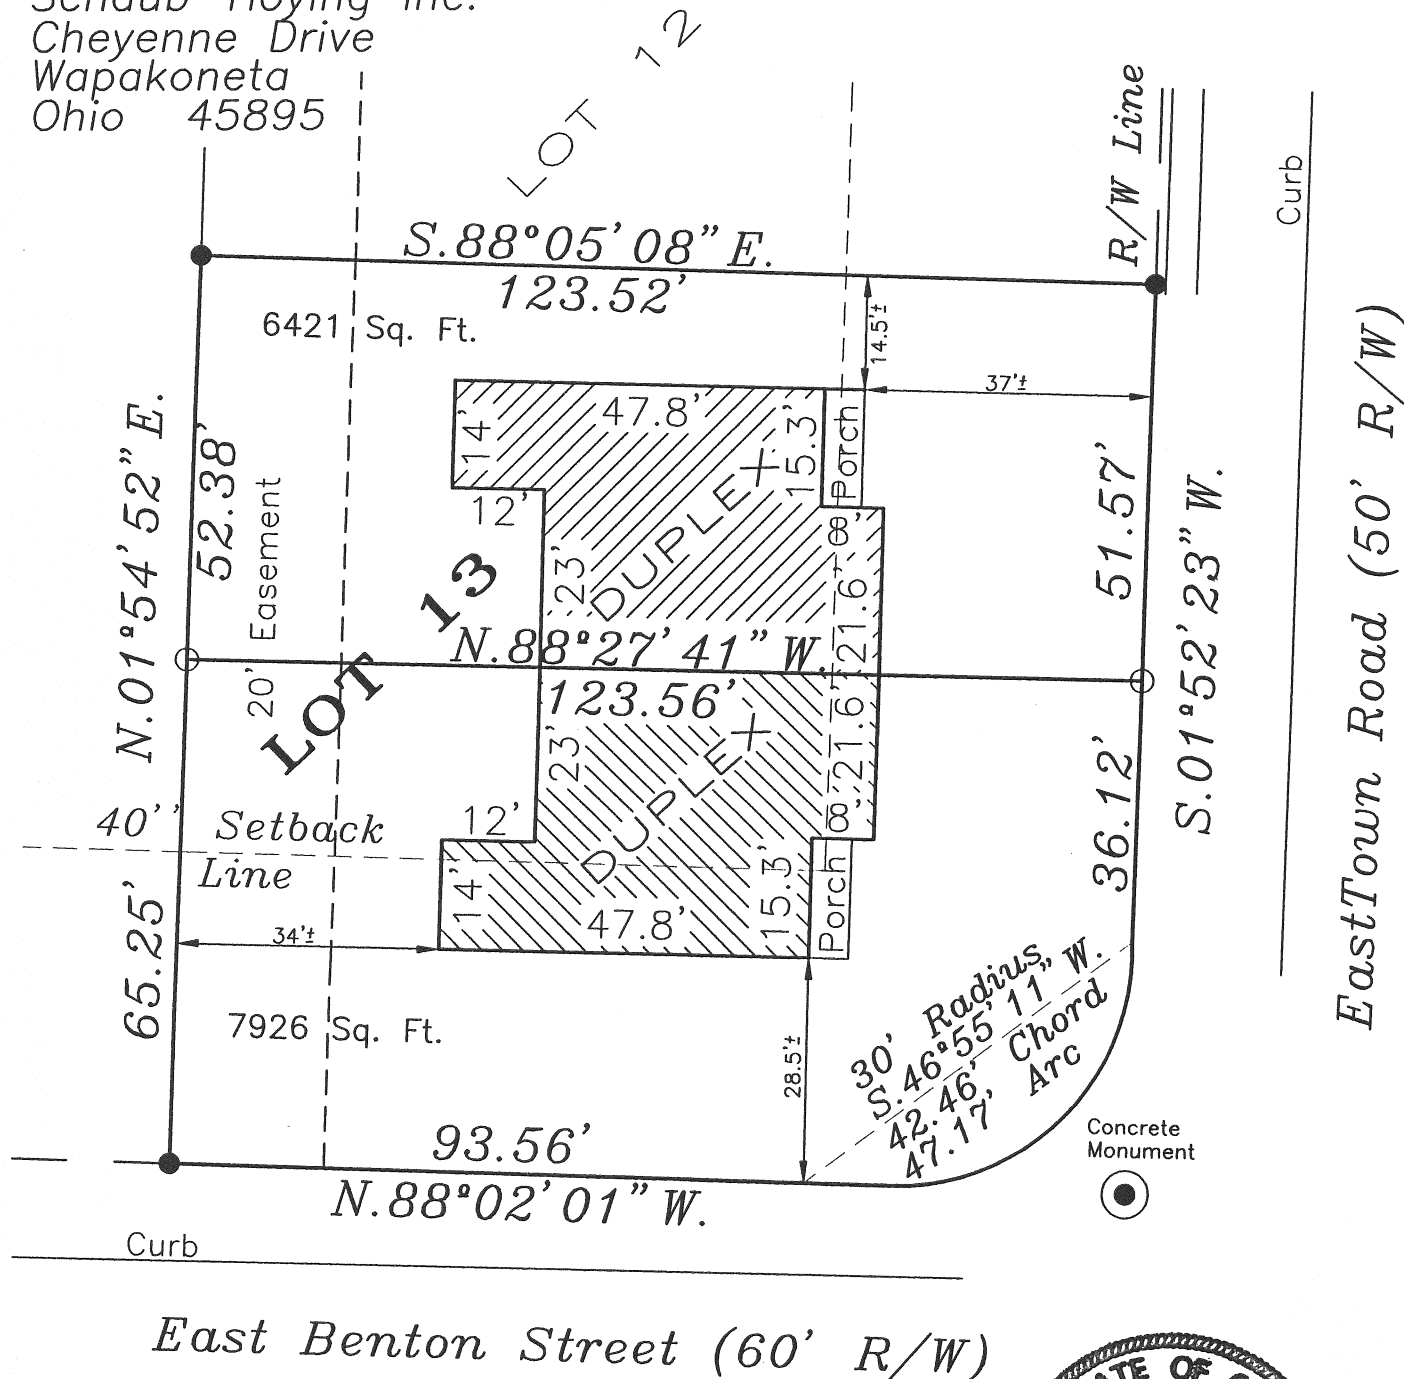 Schaub Hoying Inc.
Cheyenne Drive
Wapakoneta
Ohio 45895
LOT 12
R/W Line
Curb
S.88°05'08" E.
123.52'
6421 Sq. Ft.
14.5'±
37'±
47.8'
14'
15.3'
Porch
12'
8'
DUPLEX
23'
21.6'
N.01°54'52" E.
52.38'
20' Easement
LOT 13
N.88°27'41" W.
123.56'
51.57'
S.01°52'23" W.
EastTown Road (50' R/W)
23'
21.6'
DUPLEX
8'
12'
40' Setback
Line
14'
47.8'
15.3'
Porch
34'±
36.12'
65.25'
7926 Sq. Ft.
28.5'±
30' Radius,
S.46°55'11" W.
42.46' Chord
47.17' Arc
Concrete
Monument
93.56'
N.88°02'01" W.
Curb
East Benton Street (60' R/W)